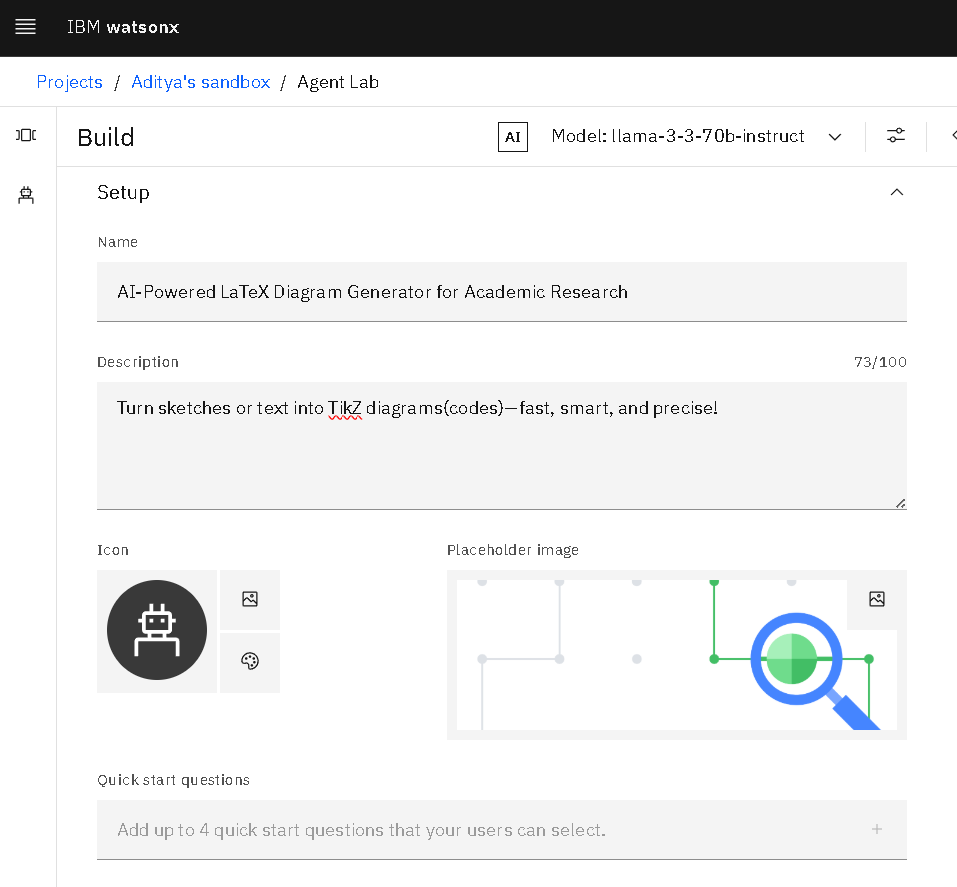 IBM watsonx
Projects / Aditya's sandbox / Agent Lab
Build
AI
Model: llama-3-3-70b-instruct
Setup
Name
AI-Powered LaTeX Diagram Generator for Academic Research
Description
73/100
Turn sketches or text into TikZ diagrams(codes)—fast, smart, and precise!
Icon
Placeholder image
Quick start questions
Add up to 4 quick start questions that your users can select.